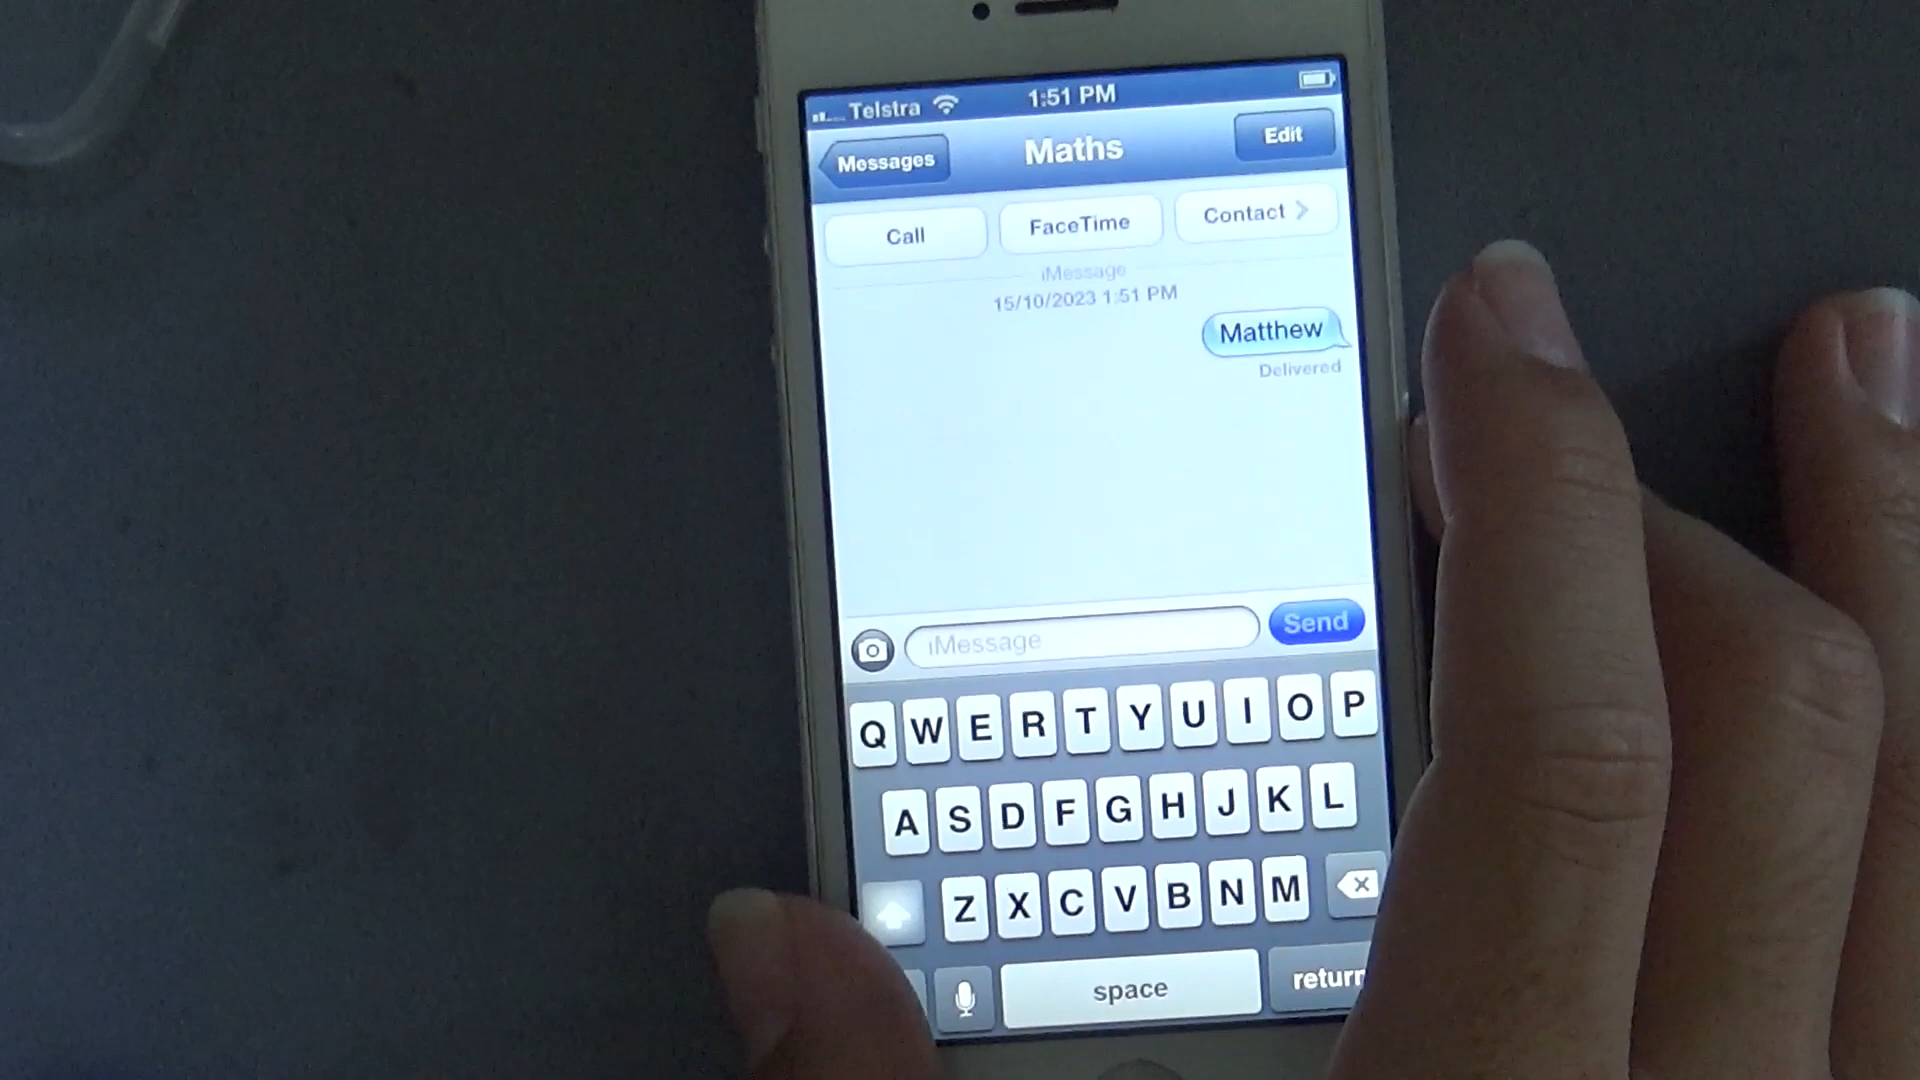 Telstra 1:51 PM
Messages Maths Edit
Call FaceTime Contact
iMessage
15/10/2023 1:51 PM
Matthew
Delivered
iMessage Send
Q W E R T Y U I O P
A S D F G H J K L
Z X C V B N M
space return